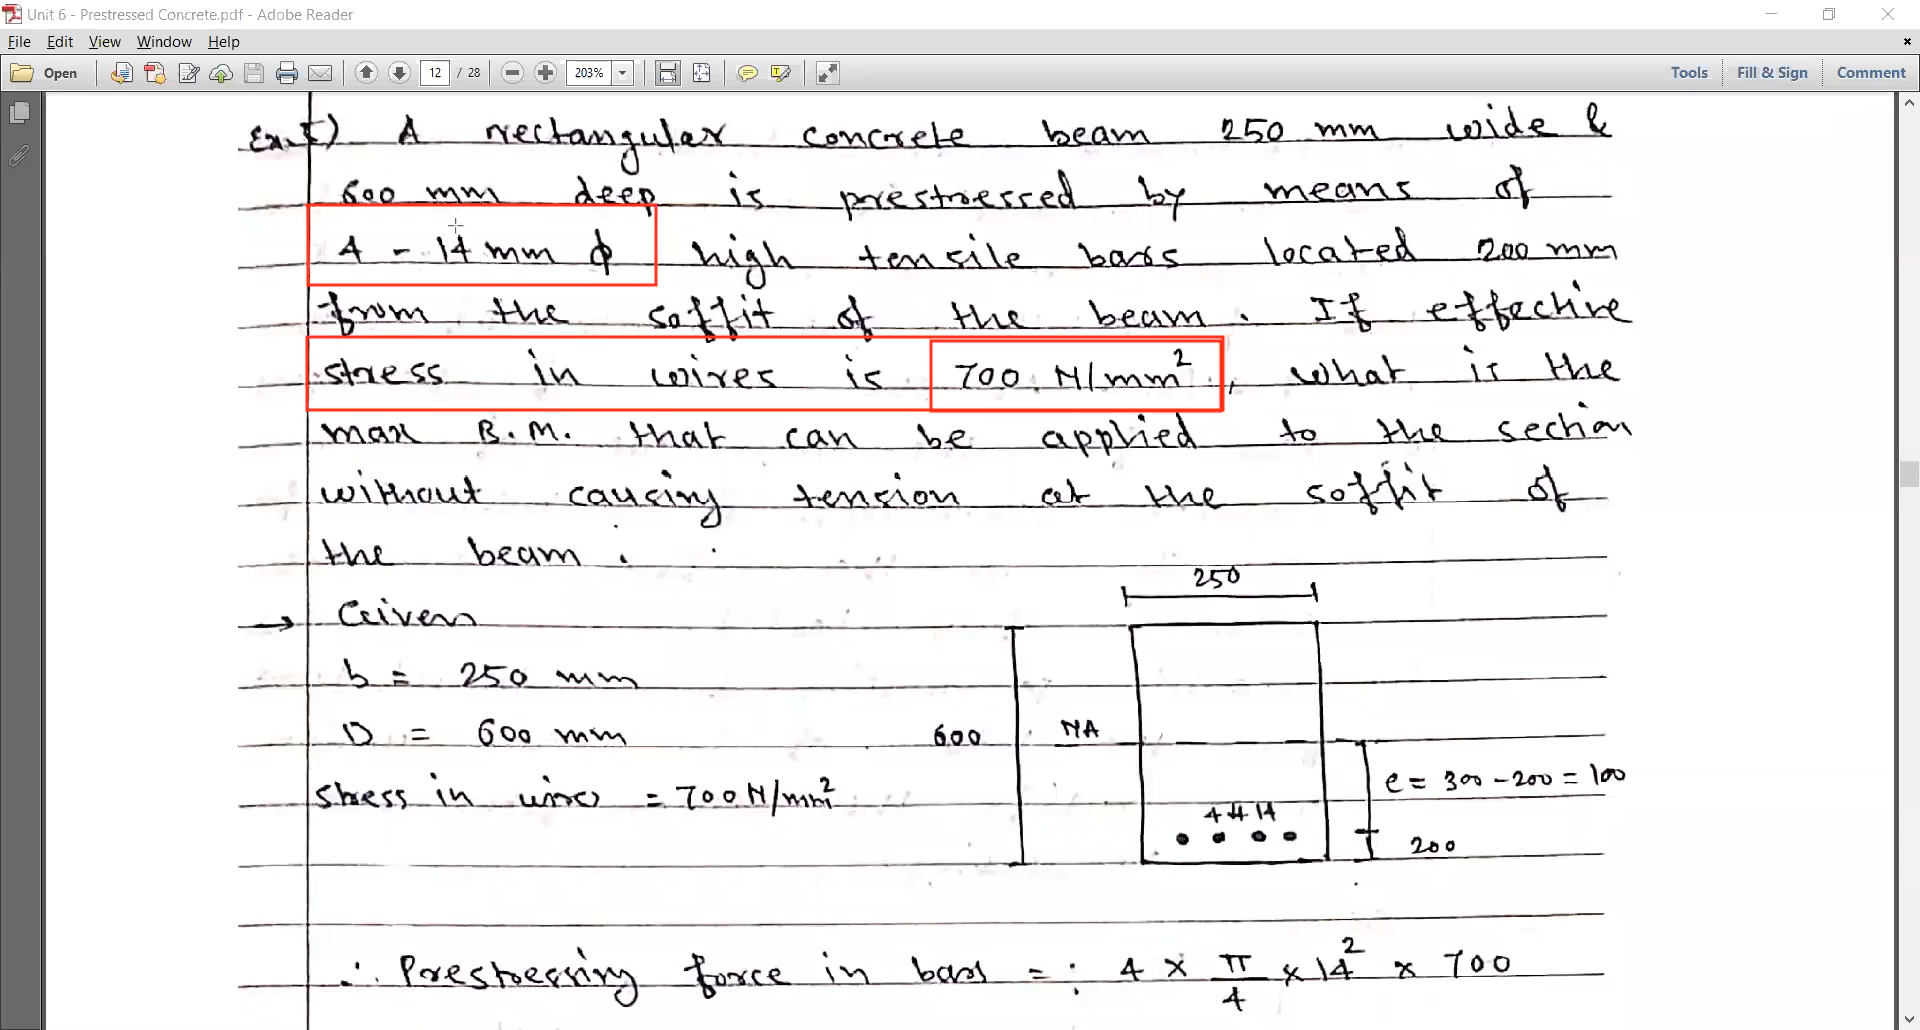 Unit 6 - Prestressed Concrete.pdf - Adobe Reader
File Edit View Window Help
Open 12 / 28 203% Tools Fill & Sign Comment
Ex. 5) A rectangular concrete beam 250 mm wide &
600 mm deep is prestressed by means of
4 - 14 mm ϕ high tensile bars located 200 mm
from the soffit of the beam. If effective
stress in wires is 700 N/mm², what is the
max B.M. that can be applied to the section
without causing tension at the soffit of
the beam.
→ Given
b = 250 mm
D = 600 mm
stress in wires = 700 N/mm²
250
600
NA
e = 300 - 200 = 100
4 # 14
200
∴ Prestressing force in bars = : 4 × π/4 × 14² × 700